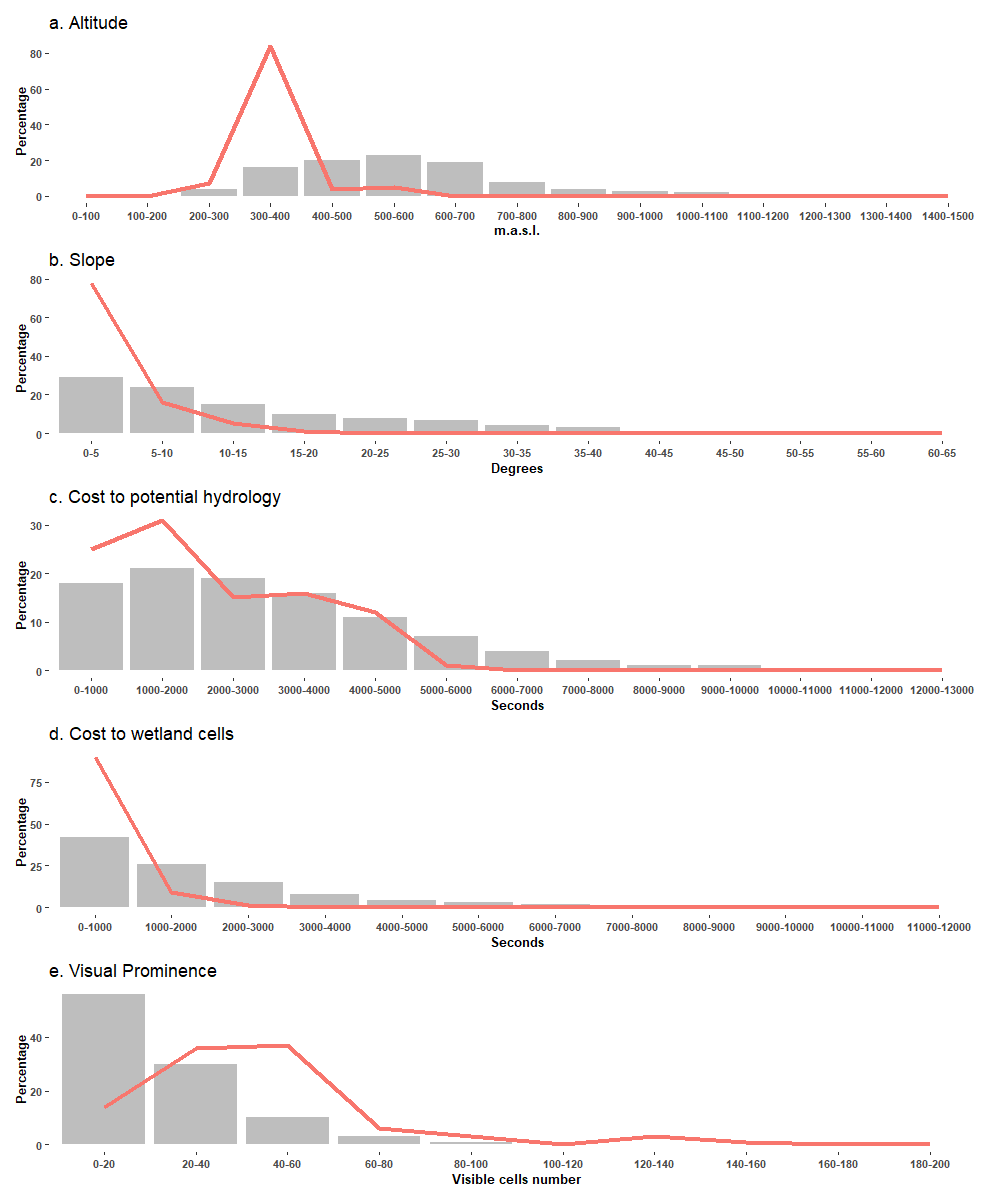 a. Altitude
Percentage
80
60
40
20
0
0-100 100-200 200-300 300-400 400-500 500-600 600-700 700-800 800-900 900-1000 1000-1100 1100-1200 1200-1300 1300-1400 1400-1500
m.a.s.l.
b. Slope
Percentage
80
60
40
20
0
0-5 5-10 10-15 15-20 20-25 25-30 30-35 35-40 40-45 45-50 50-55 55-60 60-65
Degrees
c. Cost to potential hydrology
Percentage
30
20
10
0
0-1000 1000-2000 2000-3000 3000-4000 4000-5000 5000-6000 6000-7000 7000-8000 8000-9000 9000-10000 10000-11000 11000-12000 12000-13000
Seconds
d. Cost to wetland cells
Percentage
75
50
25
0
0-1000 1000-2000 2000-3000 3000-4000 4000-5000 5000-6000 6000-7000 7000-8000 8000-9000 9000-10000 10000-11000 11000-12000
Seconds
e. Visual Prominence
Percentage
40
20
0
0-20 20-40 40-60 60-80 80-100 100-120 120-140 140-160 160-180 180-200
Visible cells number